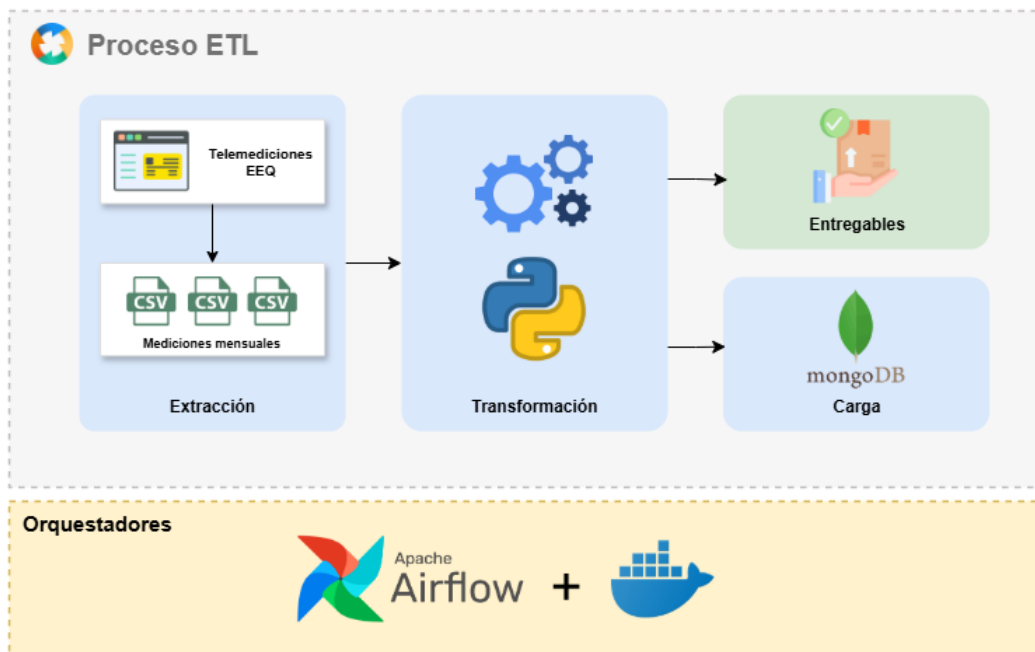 Proceso ETL
Telemediciones
EEQ
CSV CSV CSV
Mediciones mensuales
Extracción
Transformación
Entregables
mongoDB
Carga
Orquestadores
Apache
Airflow +